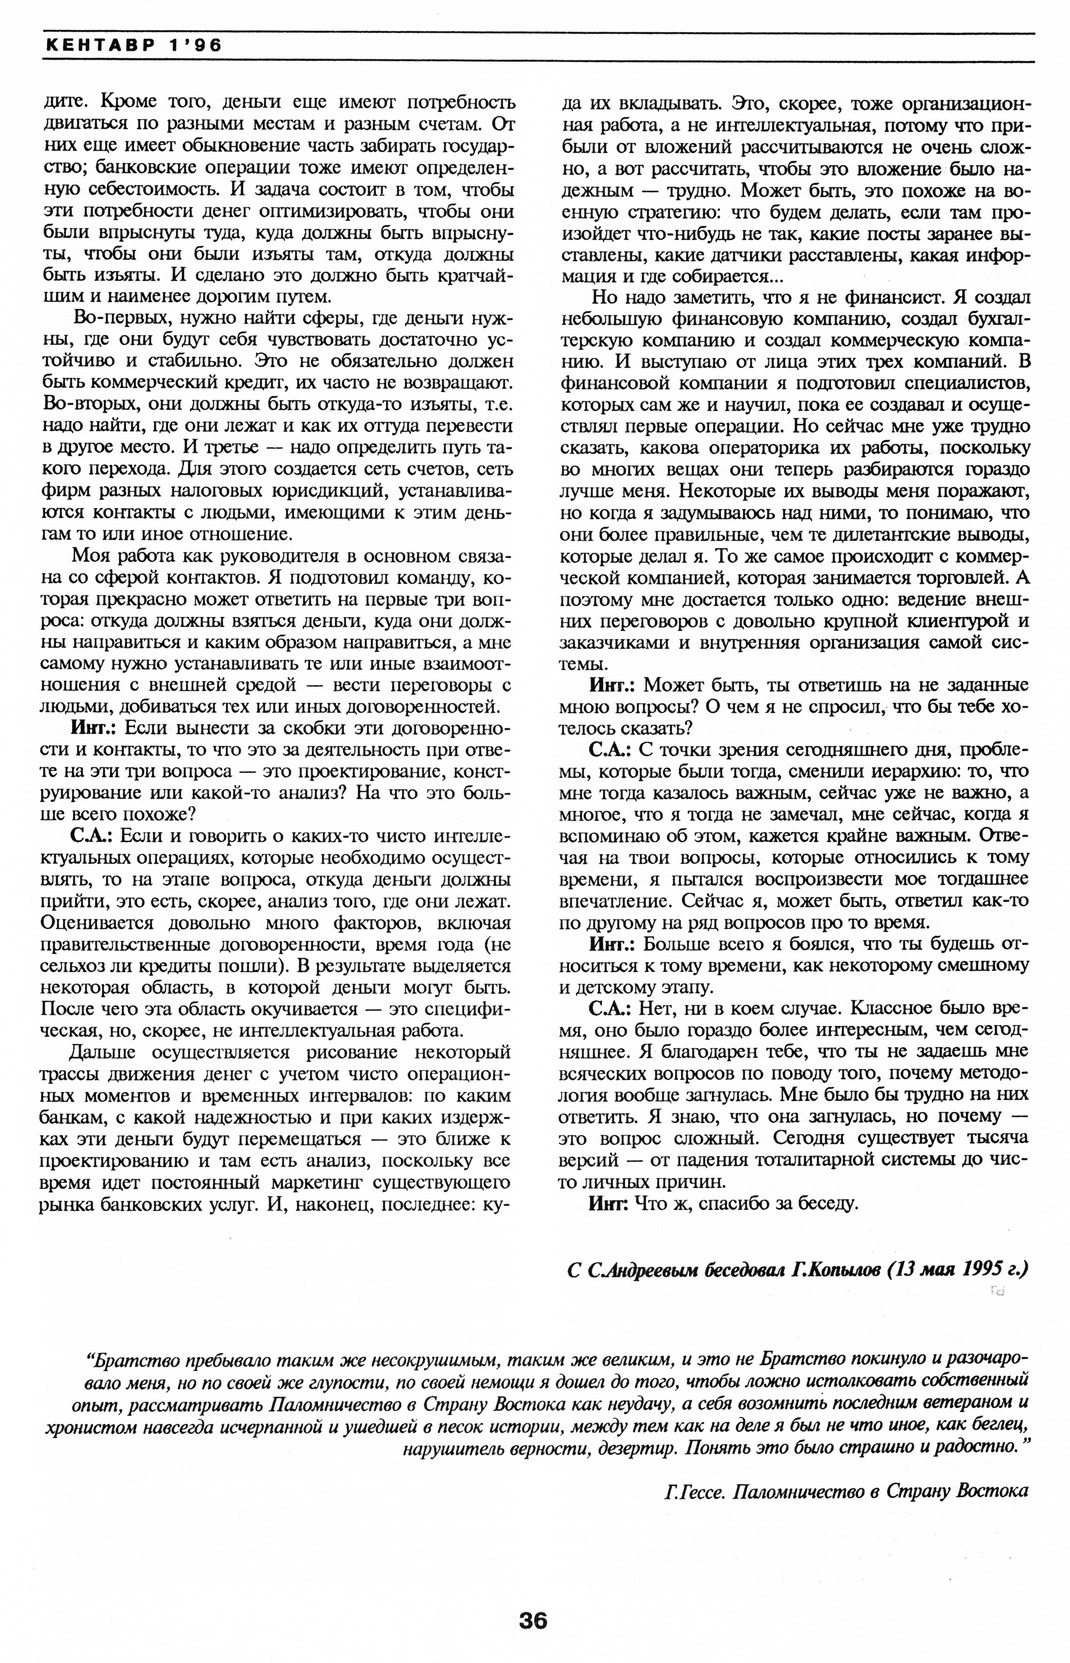 КЕНТАВР 1'96
дите. Кроме того, деньги еще имеют потребность
двигаться по разными местам и разным счетам. От
них еще имеет обыкновение часть забирать государ-
ство; банковские операции тоже имеют определен-
ную себестоимость. И задача состоит в том, чтобы
эти потребности денег оптимизировать, чтобы они
были впрыснуты туда, куда должны быть впрысну-
ты, чтобы они были изъяты там, откуда должны
быть изъяты. И сделано это должно быть кратчай-
шим и наименее дорогим путем.
Во-первых, нужно найти сферы, где деньги нуж-
ны, где они будут себя чувствовать достаточно ус-
тойчиво и стабильно. Это не обязательно должен
быть коммерческий кредит, их часто не возвращают.
Во-вторых, они должны быть откуда-то изъяты, т.е.
надо найти, где они лежат и как их оттуда перевести
в другое место. И третье — надо определить путь та-
кого перехода. Для этого создается сеть счетов, сеть
фирм разных налоговых юрисдикций, устанавлива-
ются контакты с людьми, имеющими к этим день-
гам то или иное отношение.
Моя работа как руководителя в основном связа-
на со сферой контактов. Я подготовил команду, ко-
торая прекрасно может ответить на первые три воп-
роса: откуда должны взяться деньги, куда они долж-
ны направиться и каким образом направиться, а мне
самому нужно устанавливать те или иные взаимоот-
ношения с внешней средой — вести переговоры с
людьми, добиваться тех или иных договоренностей.
Инт.: Если вынести за скобки эти договоренно-
сти и контакты, то что это за деятельность при отве-
те на эти три вопроса — это проектирование, конст-
руирование или какой-то анализ? На что это боль-
ше всего похоже?
С.А.: Если и говорить о каких-то чисто интелле-
ктуальных операциях, которые необходимо осущест-
влять, то на этапе вопроса, откуда деньги должны
прийти, это есть, скорее, анализ того, где они лежат.
Оценивается довольно много факторов, включая
правительственные договоренности, время года (не
сельхоз ли кредиты пошли). В результате выделяется
некоторая область, в которой деньги могут быть.
После чего эта область окучивается — это специфи-
ческая, но, скорее, не интеллектуальная работа.
Дальше осуществляется рисование некоторый
трассы движения денег с учетом чисто операцион-
ных моментов и временных интервалов: по каким
банкам, с какой надежностью и при каких издерж-
ках эти деньги будут перемещаться — это ближе к
проектированию и там есть анализ, поскольку все
время идет постоянный маркетинг существующего
рынка банковских услуг. И, наконец, последнее: ку-
да их вкладывать. Это, скорее, тоже организацион-
ная работа, а не интеллектуальная, потому что при-
были от вложений рассчитываются не очень слож-
но, а вот рассчитать, чтобы это вложение было на-
дежным — трудно. Может быть, это похоже на во-
енную стратегию: что будем делать, если там про-
изойдет что-нибудь не так, какие посты заранее вы-
ставлены, какие датчики расставлены, какая инфор-
мация и где собирается...
Но надо заметить, что я не финансист. Я создал
небольшую финансовую компанию, создал бухгал-
терскую компанию и создал коммерческую компа-
нию. И выступаю от лица этих трех компаний. В
финансовой компании я подготовил специалистов,
которых сам же и научил, пока ее создавал и осуще-
ствлял первые операции. Но сейчас мне уже трудно
сказать, какова операторика их работы, поскольку
во многих вещах они теперь разбираются гораздо
лучше меня. Некоторые их выводы меня поражают,
но когда я задумываюсь над ними, то понимаю, что
они более правильные, чем те дилетантские выводы,
которые делал я. То же самое происходит с коммер-
ческой компанией, которая занимается торговлей. А
поэтому мне достается только одно: ведение внеш-
них переговоров с довольно крупной клиентурой и
заказчиками и внутренняя организация самой сис-
темы.
Инт.: Может быть, ты ответишь на не заданные
мною вопросы? О чем я не спросил, что бы тебе хо-
телось сказать?
С.А.: С точки зрения сегодняшнего дня, пробле-
мы, которые были тогда, сменили иерархию: то, что
мне тогда казалось важным, сейчас уже не важно, а
многое, что я тогда не замечал, мне сейчас, когда я
вспоминаю об этом, кажется крайне важным. Отве-
чая на твои вопросы, которые относились к тому
времени, я пытался воспроизвести мое тогдашнее
впечатление. Сейчас я, может быть, ответил как-то
по другому на ряд вопросов про то время.
Инт.: Больше всего я боялся, что ты будешь от-
носиться к тому времени, как некоторому смешному
и детскому этапу.
С.А.: Нет, ни в коем случае. Классное было вре-
мя, оно было гораздо более интересным, чем сегод-
няшнее. Я благодарен тебе, что ты не задаешь мне
всяческих вопросов по поводу того, почему методо-
логия вообще загнулась. Мне было бы трудно на них
ответить. Я знаю, что она загнулась, но почему —
это вопрос сложный. Сегодня существует тысяча
версий — от падения тоталитарной системы до чис-
то личных причин.
Инт: Что ж, спасибо за беседу.
С С.Андреевым беседовал Г.Копылов (13 мая 1995 г.)
“Братство пребывало таким же несокрушимым, таким же великим, и это не Братство покинуло и разочаро-
вало меня, но по своей же глупости, по своей немощи я дошел до того, чтобы ложно истолковать собственный
опыт, рассматривать Паломничество в Страну Востока как неудачу, а себя возомнить последним ветераном и
хронистом навсегда исчерпанной и ушедшей в песок истории, между тем как на деле я был не что иное, как беглец,
нарушитель верности, дезертир. Понять это было страшно и радостно.”
Г.Гессе. Паломничество в Страну Востока
36